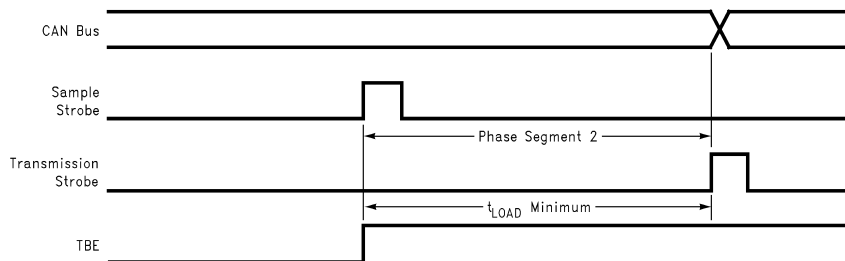 CAN Bus
Sample
Strobe
Phase Segment 2
Transmission
Strobe
tLOAD Minimum
TBE